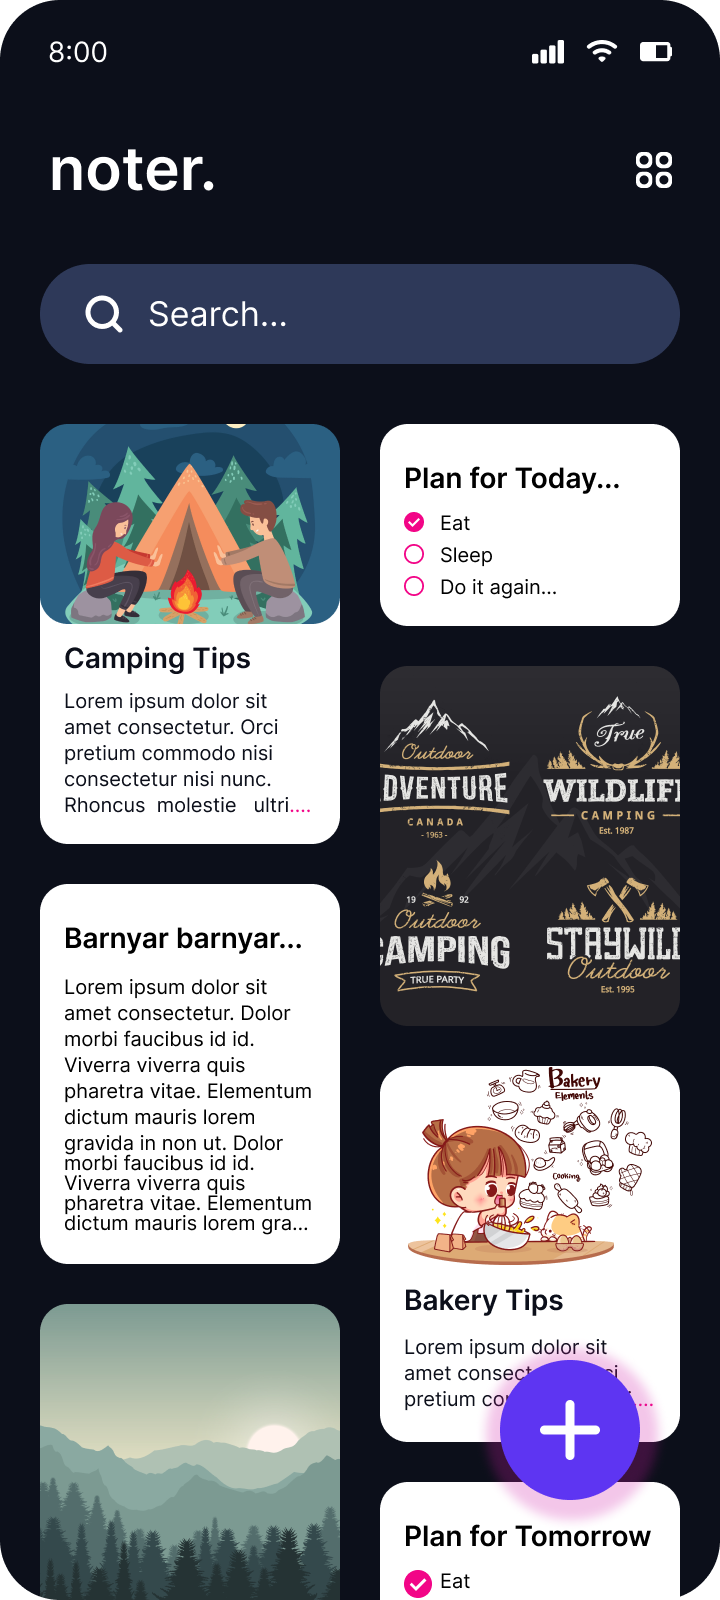 8:00
noter.
Search...
Camping Tips
Lorem ipsum dolor sit
amet consectetur. Orci
pretium commodo nisi
consectetur nisi nunc.
Rhoncus molestie ultri....
Barnyar barnyar...
Lorem ipsum dolor sit
amet consectetur. Dolor
morbi faucibus id id.
Viverra viverra quis
pharetra vitae. Elementum
dictum mauris lorem
gravida in non ut. Dolor
morbi faucibus id id.
Viverra viverra quis
pharetra vitae. Elementum
dictum mauris lorem gra...
Plan for Today...
Eat
Sleep
Do it again...
Outdoor
DVENTURE
CANADA
- 1963 -
True
WILDLIF
CAMPING
Est. 1987
19 92
Outdoor
CAMPING
TRUE PARTY
STAYWIL
Outdoor
Est. 1995
Bakery
Elements
Cooking
Bakery Tips
Lorem ipsum dolor sit
amet consect
pretium co
Plan for Tomorrow
Eat